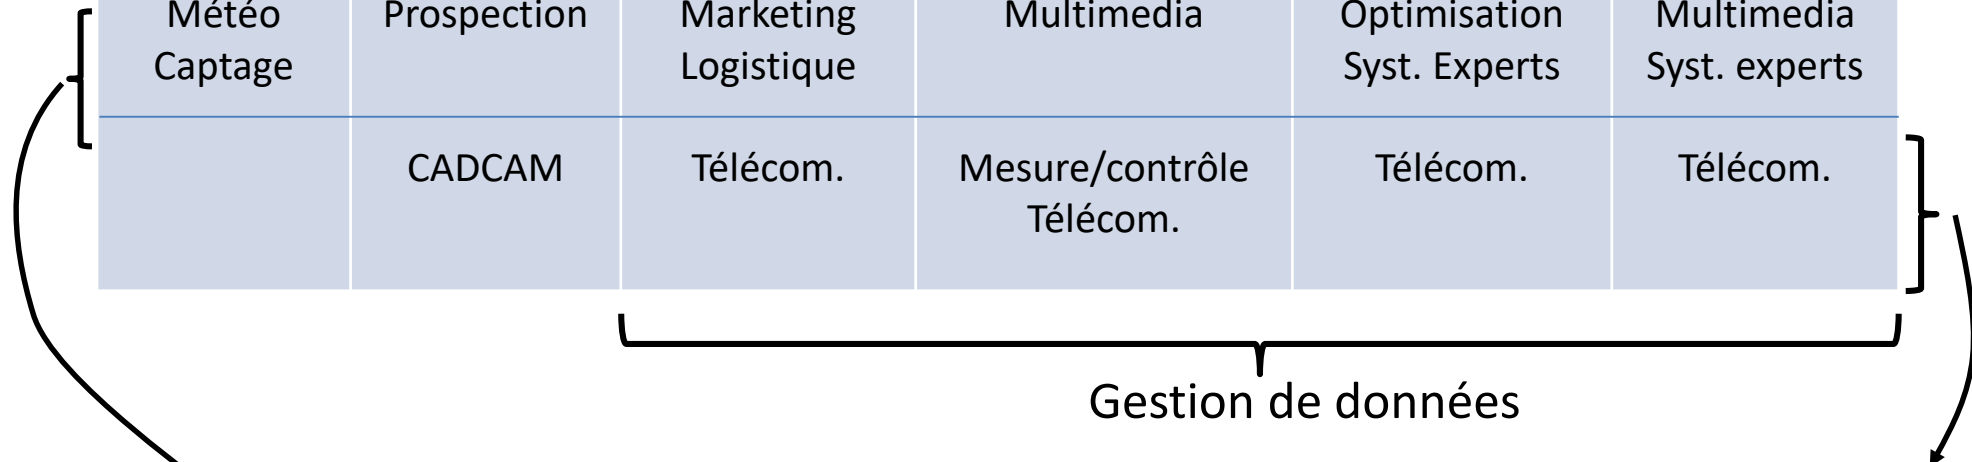 Météo Prospection Marketing Multimedia Optimisation Multimedia
Captage Logistique Syst. Experts Syst. experts
CADCAM Télécom. Mesure/contrôle Télécom. Télécom.
Télécom.
Gestion de données